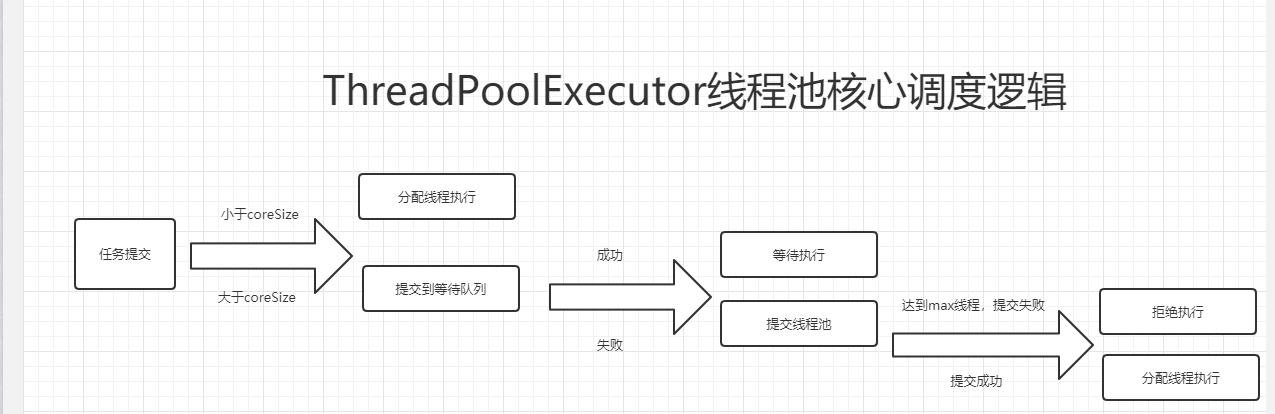 ThreadPoolExecutor线程池核心调度逻辑
任务提交
小于coreSize
大于coreSize
分配线程执行
提交到等待队列
成功
失败
等待执行
提交线程池
达到max线程，提交失败
提交成功
拒绝执行
分配线程执行